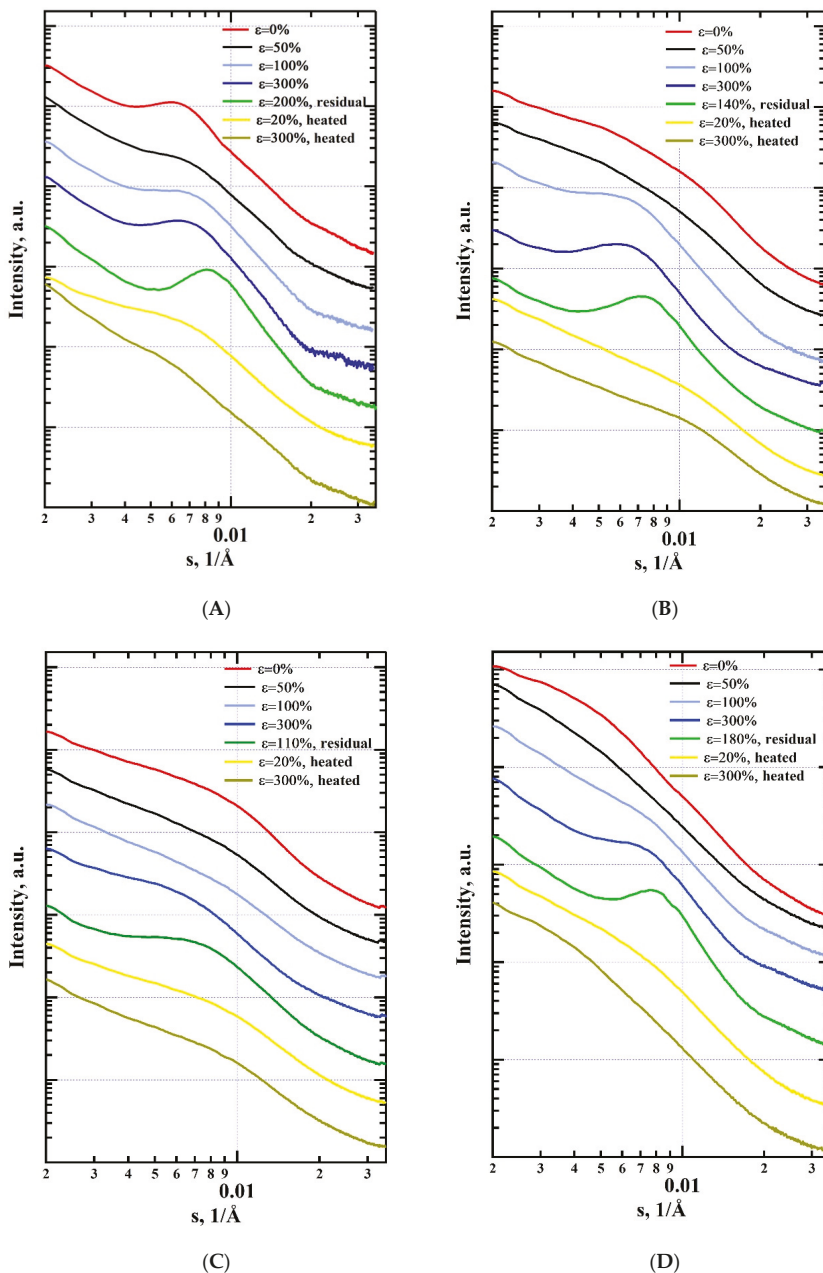 ε=0%
ε=50%
ε=100%
ε=300%
ε=200%, residual
ε=20%, heated
ε=300%, heated
Intensity, a.u.
2 3 4 5 6 7 8 9 2 3
0.01
s, 1/Å
(A)
ε=0%
ε=50%
ε=100%
ε=300%
ε=140%, residual
ε=20%, heated
ε=300%, heated
Intensity, a.u.
2 3 4 5 6 7 8 9 2 3
0.01
s, 1/Å
(B)
ε=0%
ε=50%
ε=100%
ε=300%
ε=110%, residual
ε=20%, heated
ε=300%, heated
Intensity, a.u.
2 3 4 5 6 7 8 9 2 3
0.01
s, 1/Å
(C)
ε=0%
ε=50%
ε=100%
ε=300%
ε=180%, residual
ε=20%, heated
ε=300%, heated
Intensity, a.u.
2 3 4 5 6 7 8 9 2 3
0.01
s, 1/Å
(D)